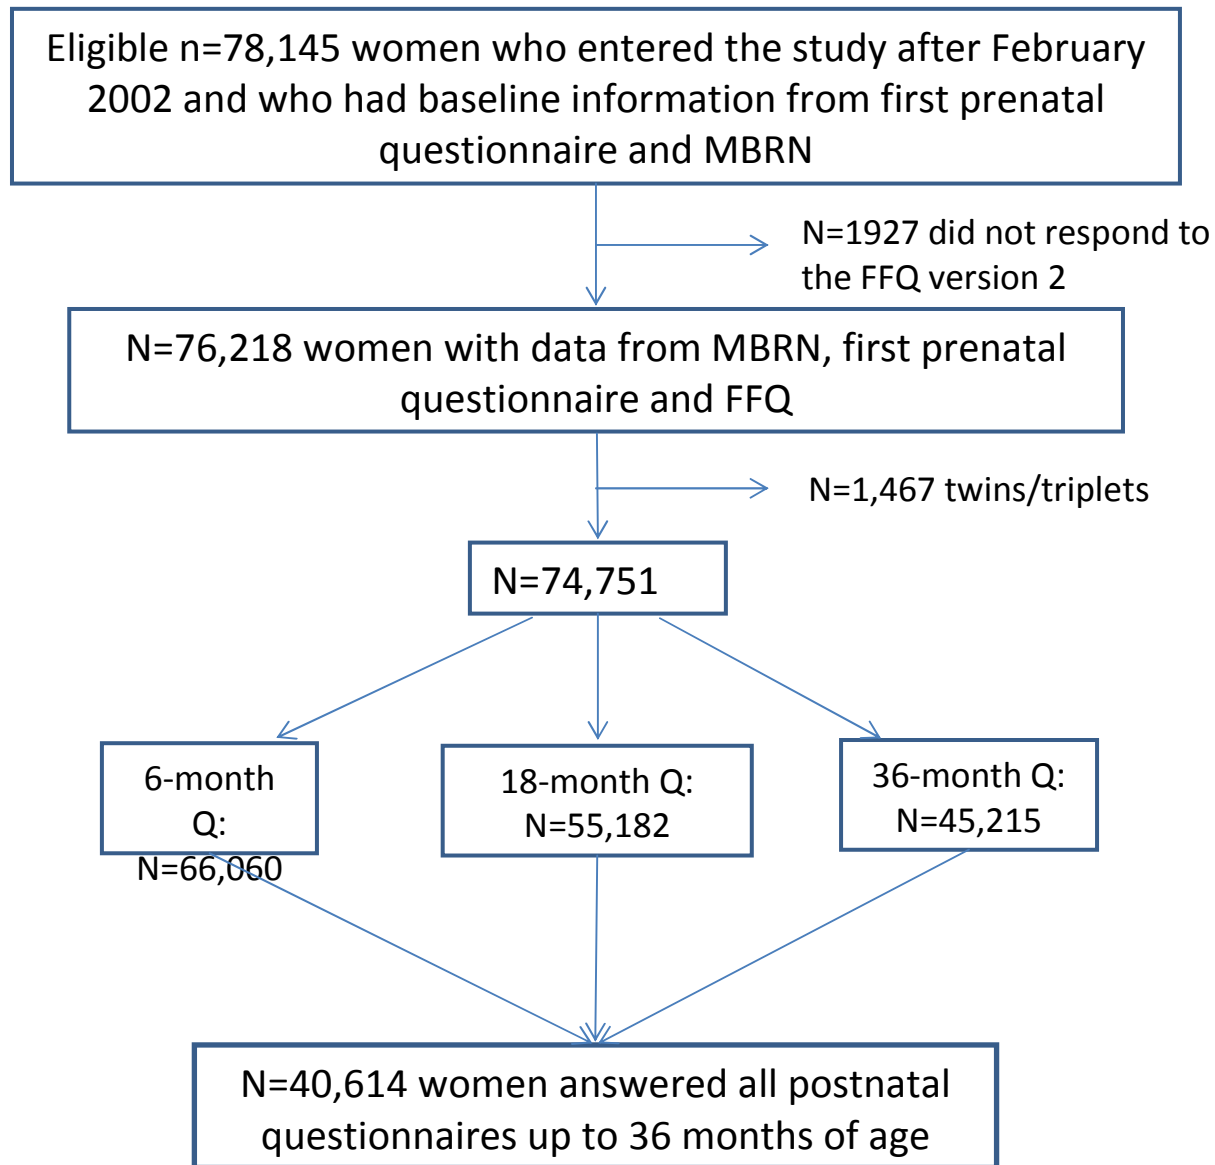 Eligible n=78,145 women who entered the study after February
2002 and who had baseline information from first prenatal
questionnaire and MBRN
N=1927 did not respond to
the FFQ version 2
N=76,218 women with data from MBRN, first prenatal
questionnaire and FFQ
N=1,467 twins/triplets
N=74,751
6-month
Q:
N=66,060
18-month Q:
N=55,182
36-month Q:
N=45,215
N=40,614 women answered all postnatal
questionnaires up to 36 months of age